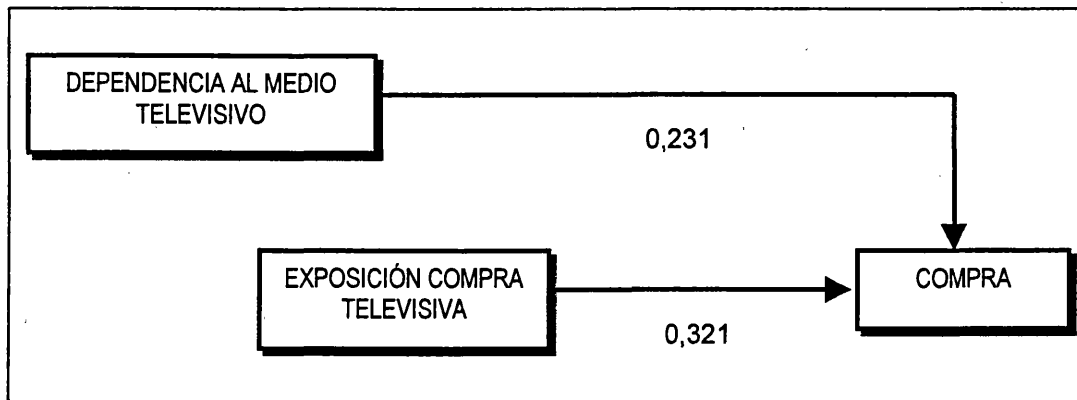 DEPENDENCIA AL MEDIO
TELEVISIVO
0,231
EXPOSICIÓN COMPRA
TELEVISIVA
0,321
COMPRA